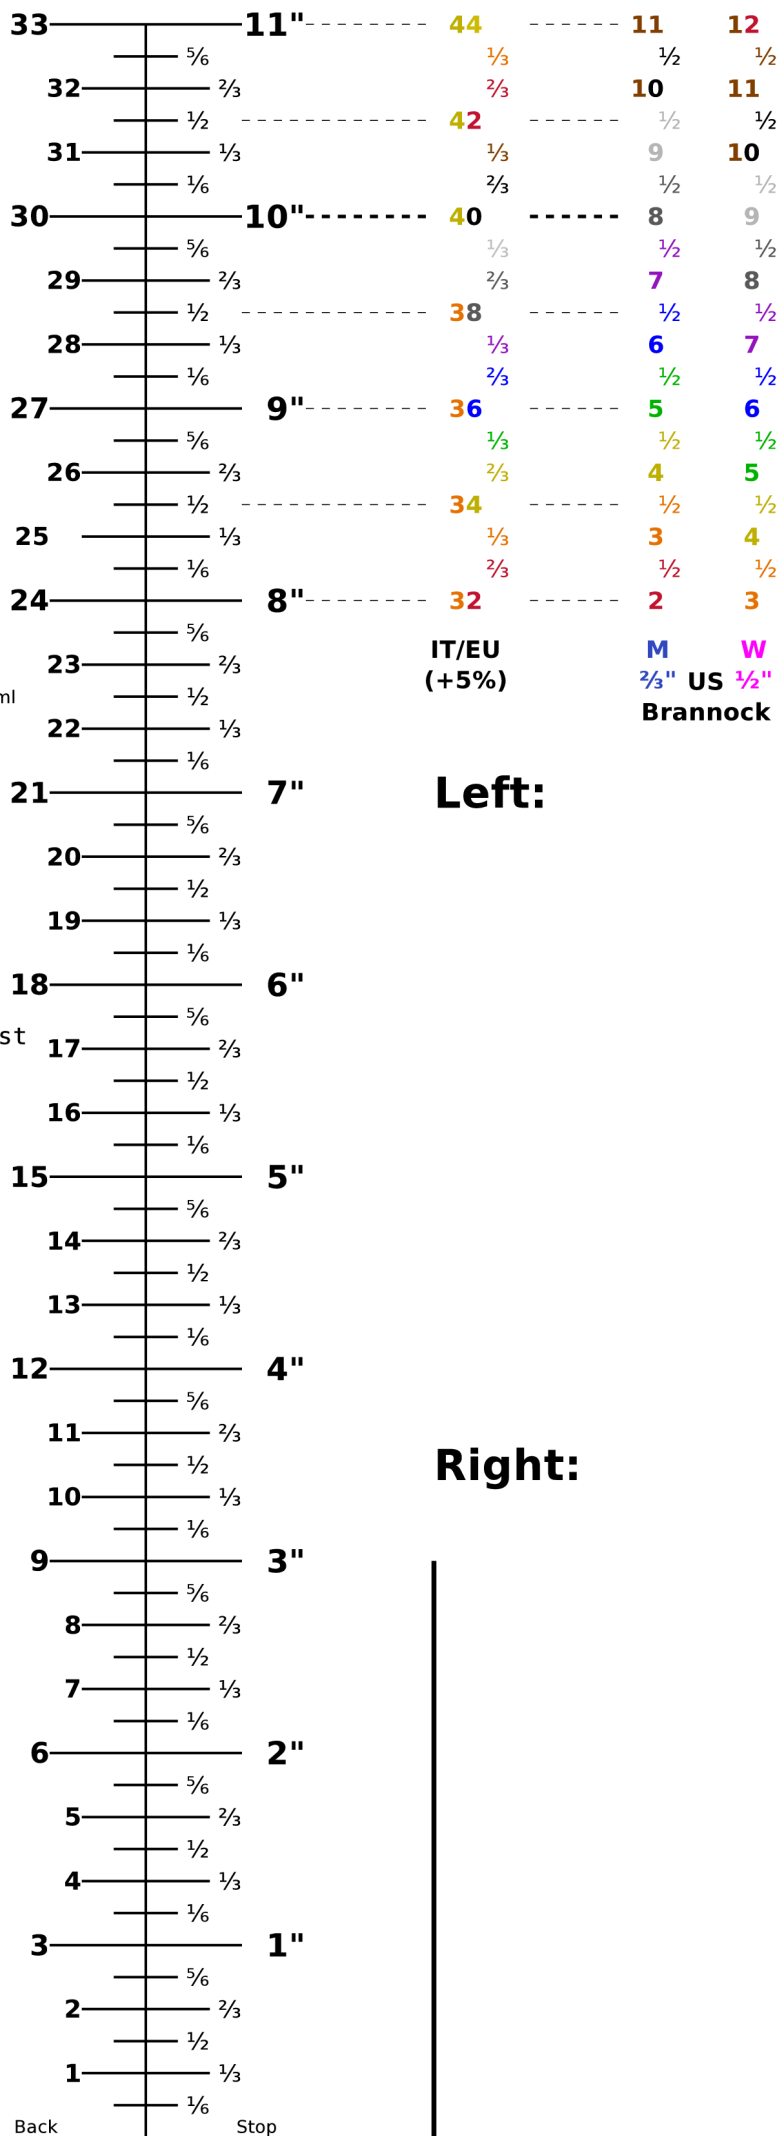 33 11" 44 11 12
⅚ ⅓ ½ ½
32 ⅔ ⅔ 10 11
½ 42 ½ ½
31 ⅓ ⅓ 9 10
⅙ ⅔ ½ ½
30 10" 40 8 9
⅚ ⅓ ½ ½
29 ⅔ ⅔ 7 8
½ 38 ½ ½
28 ⅓ ⅓ 6 7
⅙ ⅔ ½ ½
27 9" 36 5 6
⅚ ⅓ ½ ½
26 ⅔ ⅔ 4 5
½ 34 ½ ½
25 ⅓ ⅓ 3 4
⅙ ⅔ ½ ½
24 8" 32 2 3
⅚ IT/EU M W
23 ⅔ (+5%) ⅔" US ½"
ml ½ Brannock
22 ⅓
⅙
21 7" Left:
⅚
20 ⅔
½
19 ⅓
⅙
18 6"
⅚
st
17 ⅔
½
16 ⅓
⅙
15 5"
⅚
14 ⅔
½
13 ⅓
⅙
12 4"
⅚
11 ⅔
½ Right:
10 ⅓
⅙
9 3"
⅚
8 ⅔
½
7 ⅓
⅙
6 2"
⅚
5 ⅔
½
4 ⅓
⅙
3 1"
⅚
2 ⅔
½
1 ⅓
⅙
Back Stop